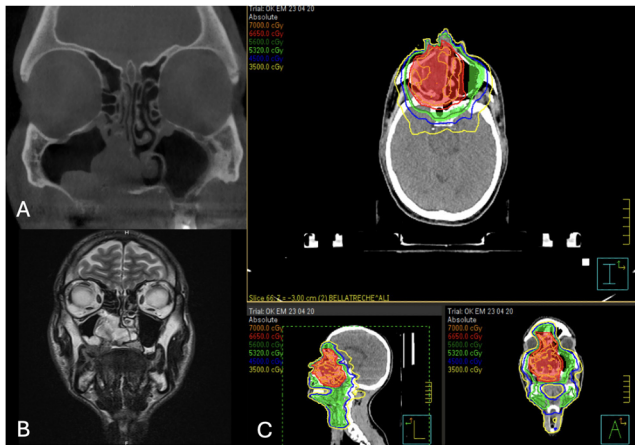 Trial: OK EM 23 04 20
Absolute
7000.0 cGy
6650.0 cGy
5600.0 cGy
5320.0 cGy
cGy
3500.0 cGy
A
Slice 66: Z = -3.00 cm (2) BELLATRECHE^ALI
I
H
B
Trial: OK EM 23 04 20
Absolute
7000.0 cGy
6650.0 cGy
5600.0 cGy
5320.0 cGy
cGy
3500.0 cGy
C
L
Trial: OK EM 23 04 20
Absolute
7000.0 cGy
6650.0 cGy
5600.0 cGy
5320.0 cGy
cGy
3500.0 cGy
A